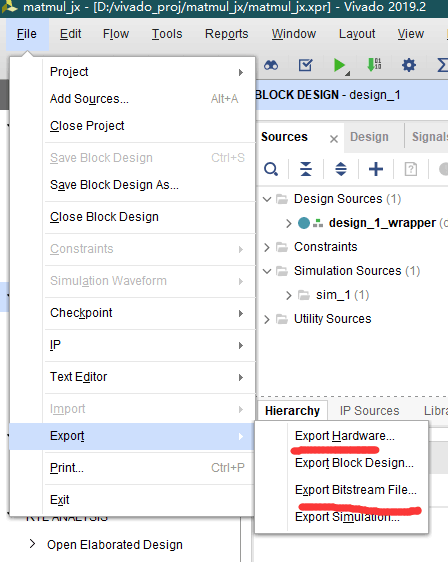 matmul_jx - [D:/vivado_proj/matmul_jx/matmul_jx.xpr] - Vivado 2019.2
File Edit Flow Tools Reports Window Layout View
BLOCK DESIGN - design_1
Project
Add Sources... Alt+A
Close Project
Save Block Design Ctrl+S
Save Block Design As...
Close Block Design
Constraints
Simulation Waveform
Checkpoint
IP
Text Editor
Import
Export
Print... Ctrl+P
Exit
Sources Design Signals
Design Sources (1)
design_1_wrapper
Constraints
Simulation Sources (1)
sim_1 (1)
Utility Sources
Hierarchy IP Sources
Export Hardware...
Export Block Design...
Export Bitstream File...
Export Simulation...
RTL ANALYSIS
Open Elaborated Design